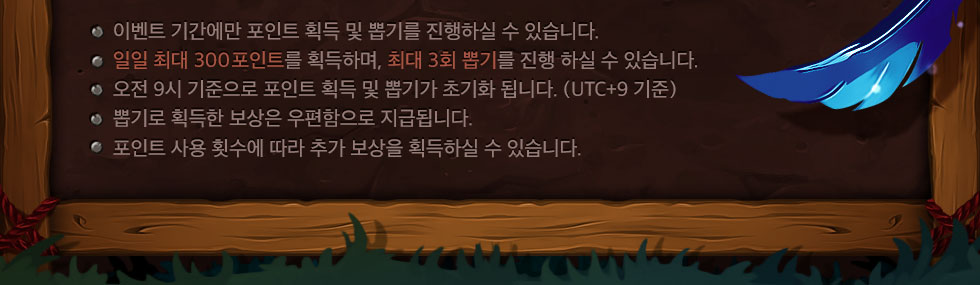 이벤트 기간에만 포인트 획득 및 뽑기를 진행하실 수 있습니다.
일일 최대 300포인트를 획득하며, 최대 3회 뽑기를 진행 하실 수 있습니다.
오전 9시 기준으로 포인트 획득 및 뽑기가 초기화 됩니다. (UTC+9 기준)
뽑기로 획득한 보상은 우편함으로 지급됩니다.
포인트 사용 횟수에 따라 추가 보상을 획득하실 수 있습니다.